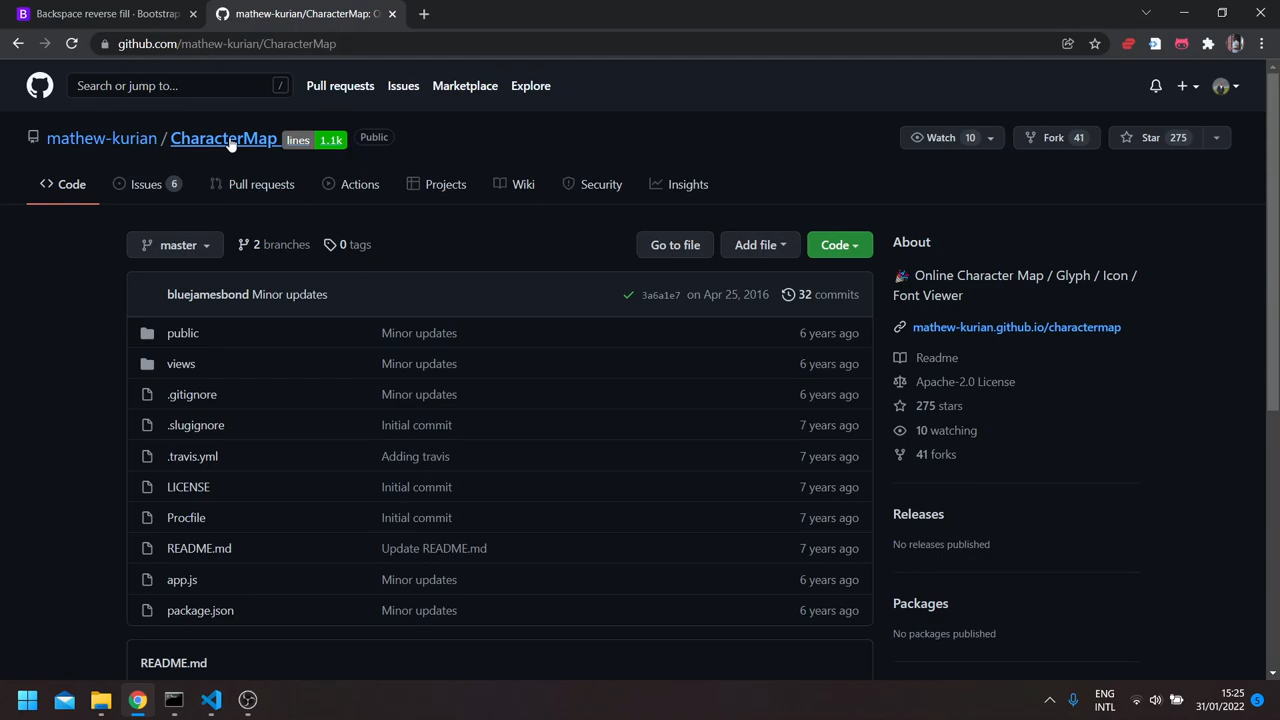 Backspace reverse fill · Bootstrap
mathew-kurian/CharacterMap: O
github.com/mathew-kurian/CharacterMap
Search or jump to... /
Pull requests Issues Marketplace Explore
mathew-kurian / CharacterMap lines 1.1k Public
Watch 10 Fork 41 Star 275
Code Issues 6 Pull requests Actions Projects Wiki Security Insights
master 2 branches 0 tags Go to file Add file Code
bluejamesbond Minor updates 3a6a1e7 on Apr 25, 2016 32 commits
public Minor updates 6 years ago
views Minor updates 6 years ago
.gitignore Minor updates 6 years ago
.slugignore Initial commit 7 years ago
.travis.yml Adding travis 7 years ago
LICENSE Initial commit 7 years ago
Procfile Initial commit 7 years ago
README.md Update README.md 7 years ago
app.js Minor updates 6 years ago
package.json Minor updates 6 years ago
README.md
About
Online Character Map / Glyph / Icon /
Font Viewer
mathew-kurian.github.io/charactermap
Readme
Apache-2.0 License
275 stars
10 watching
41 forks
Releases
No releases published
Packages
No packages published
ENG
INTL
15:25
31/01/2022
5